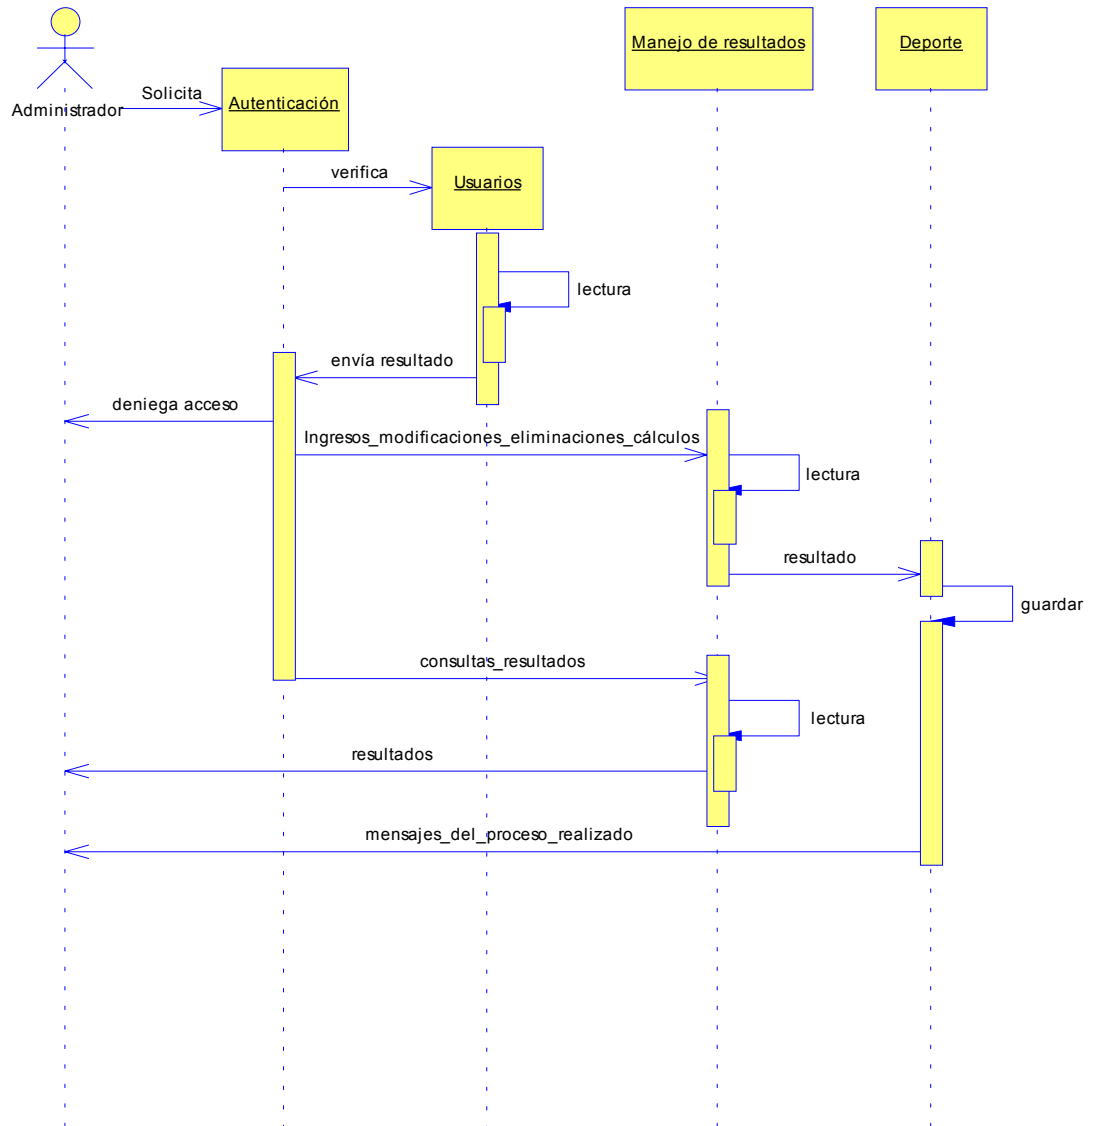 Manejo de resultados
Deporte
Solicita
Administrador
Autenticación
verifica
Usuarios
lectura
envía resultado
deniega acceso
Ingresos_modificaciones_eliminaciones_cálculos
lectura
resultado
guardar
consultas_resultados
lectura
resultados
mensajes_del_proceso_realizado